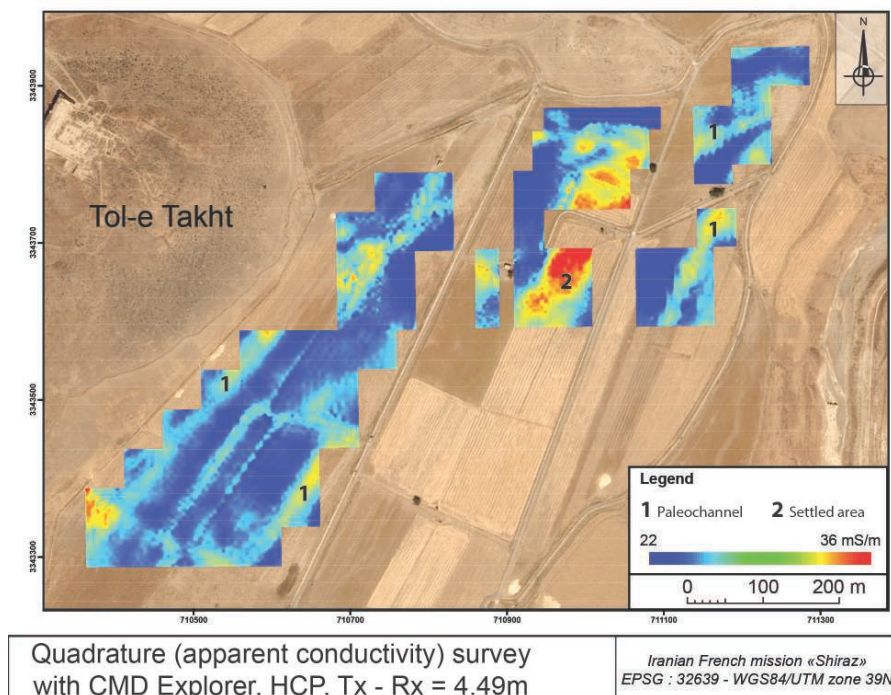 N
3343900
3343700
3343500
3343300
Tol-e Takht
1
1
2
1
1
Legend
1 Paleochannel 2 Settled area
22 36 mS/m
0 100 200 m
710500 710700 710900 711100 711300
Quadrature (apparent conductivity) survey
with CMD Explorer, HCP, Tx - Rx = 4.49m
Iranian French mission «Shiraz»
EPSG : 32639 - WGS84/UTM zone 39N